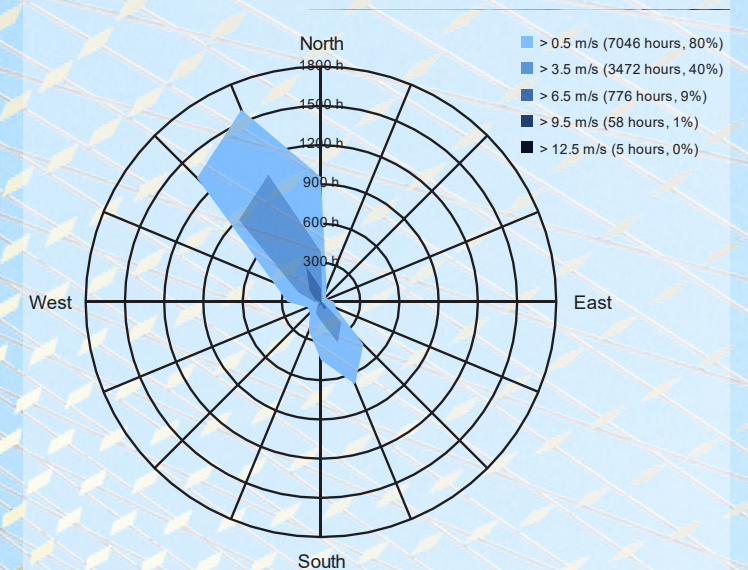 North
1800 h
1500 h
1200 h
900 h
600 h
300 h
West
East
South
> 0.5 m/s (7046 hours, 80%)
> 3.5 m/s (3472 hours, 40%)
> 6.5 m/s (776 hours, 9%)
> 9.5 m/s (58 hours, 1%)
> 12.5 m/s (5 hours, 0%)